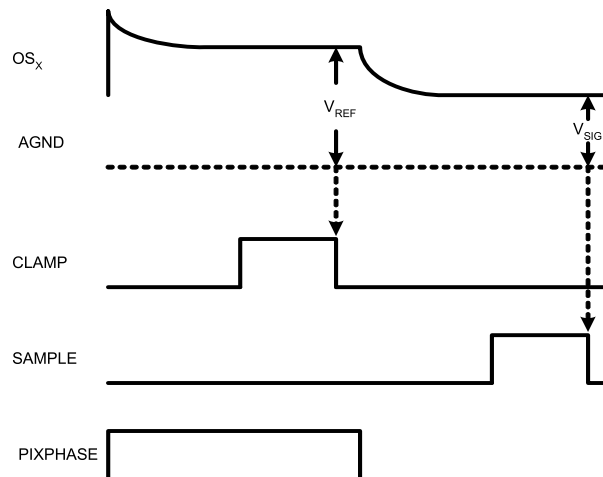 OSX
VREF
AGND
VSIG
CLAMP
SAMPLE
PIXPHASE